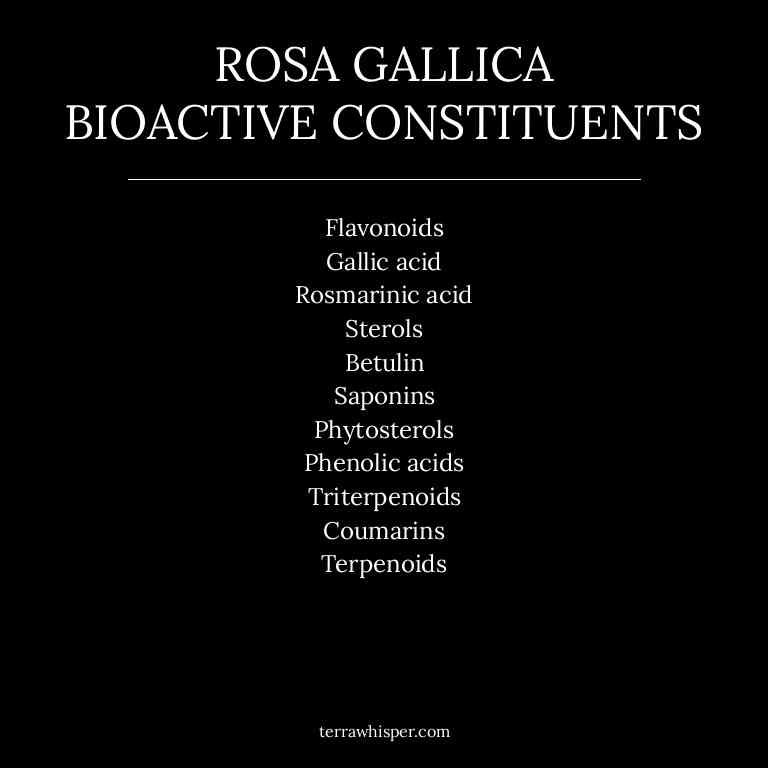 ROSA GALLICA
BIOACTIVE CONSTITUENTS
Flavonoids
Gallic acid
Rosmarinic acid
Sterols
Betulin
Saponins
Phytosterols
Phenolic acids
Triterpenoids
Coumarins
Terpenoids
terrawhisper.com